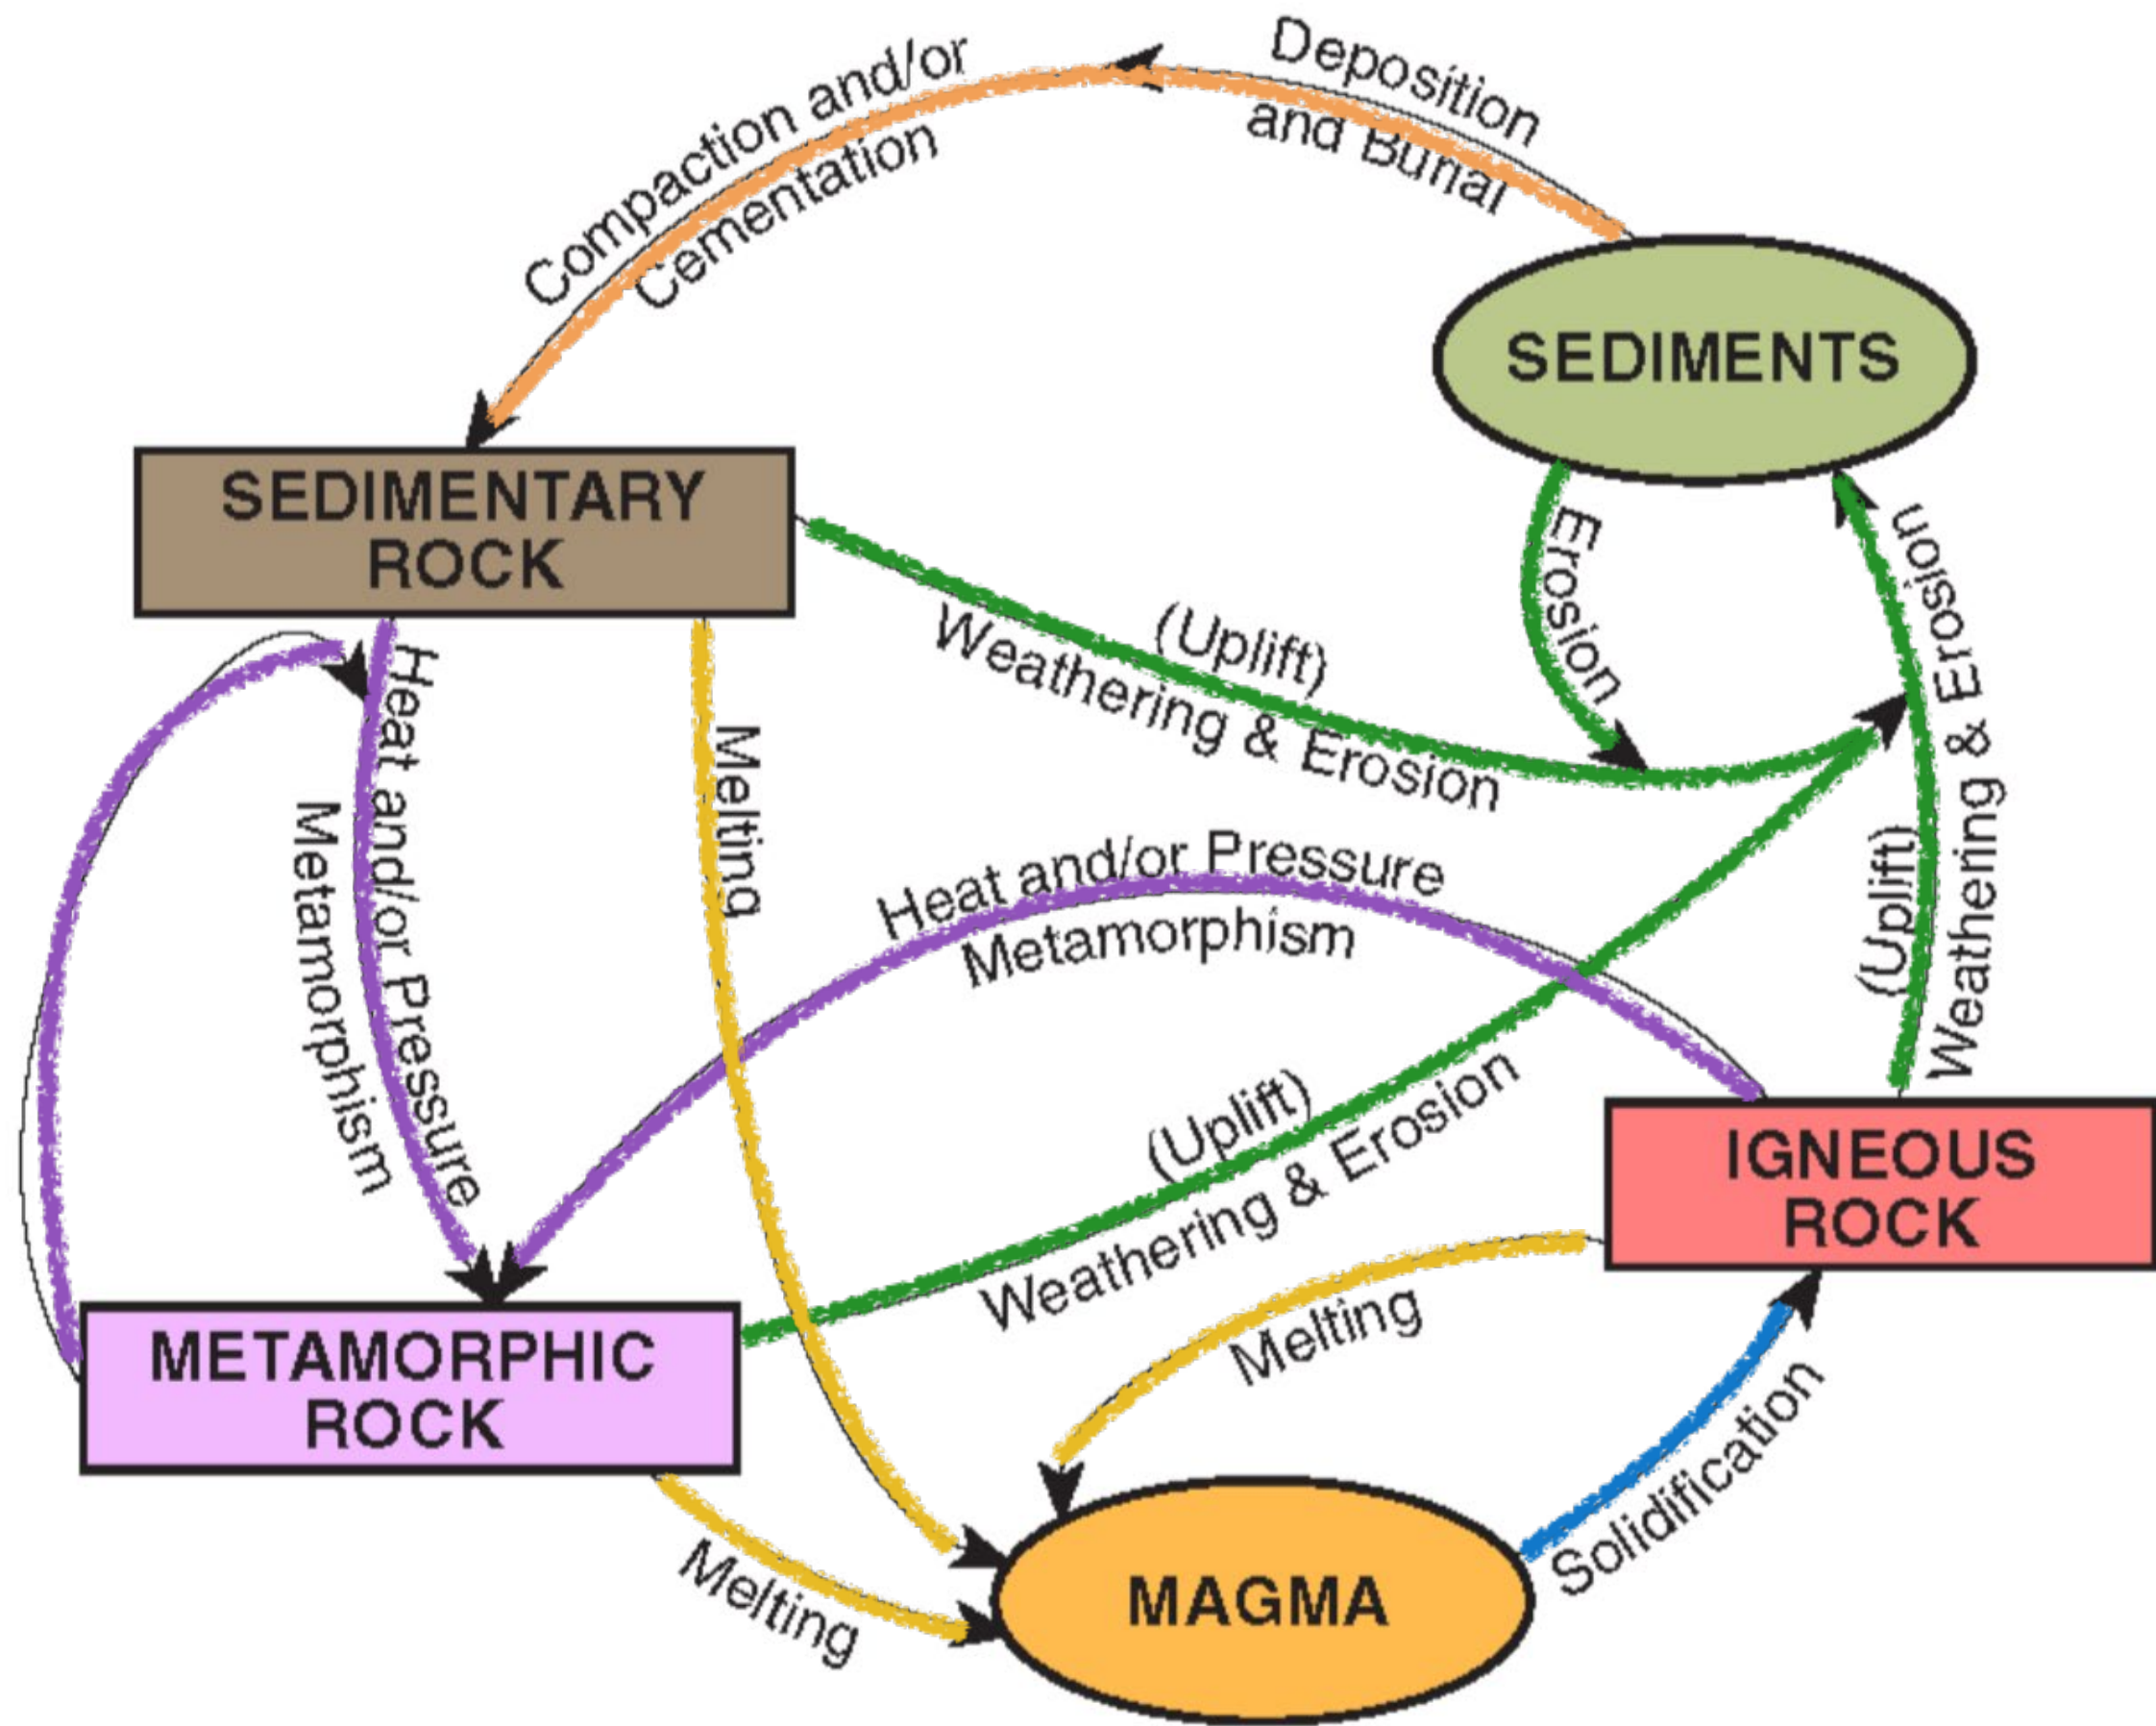 Deposition
and Burial
Compaction and/or
Cementation
SEDIMENTS
SEDIMENTARY
ROCK
Erosion
Weathering & Erosion
(Uplift)
(Uplift)
Weathering & Erosion
Heat and/or Pressure
Metamorphism
Melting
Heat and/or Pressure
Metamorphism
(Uplift)
Weathering & Erosion
IGNEOUS
ROCK
Melting
METAMORPHIC
ROCK
Solidification
Melting
MAGMA